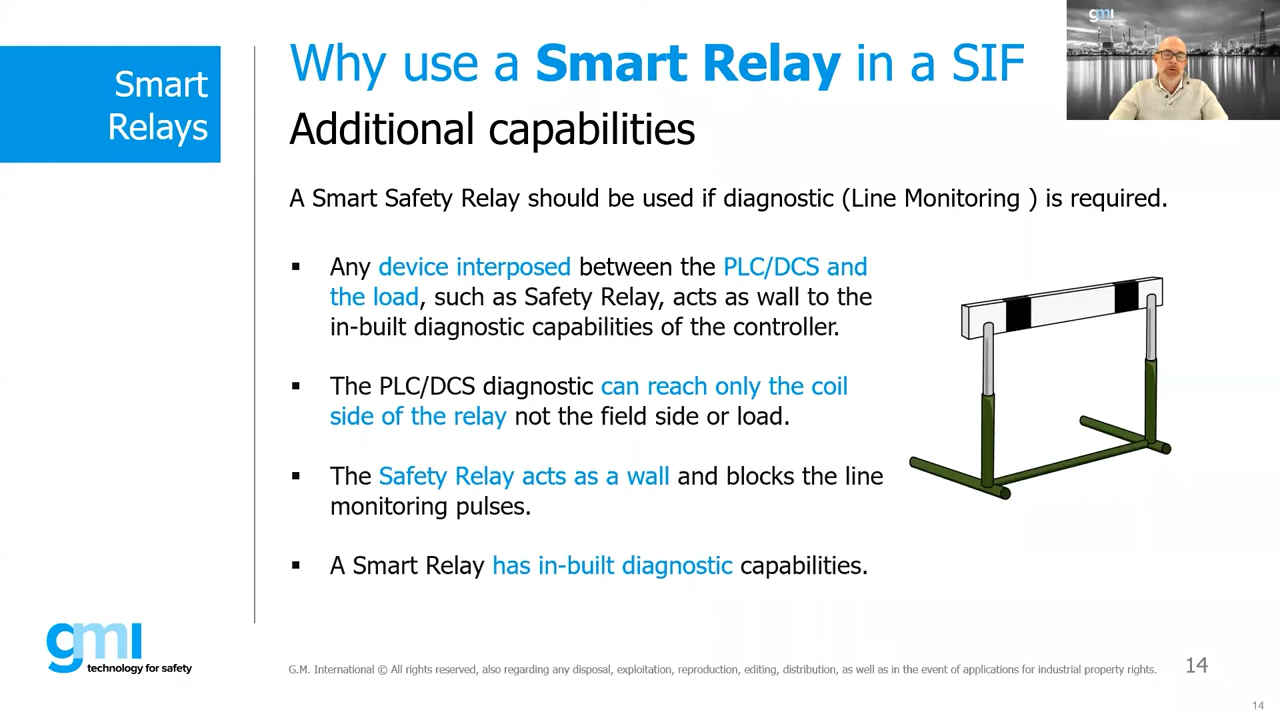 Smart
Relays
Why use a Smart Relay in a SIF
Additional capabilities
A Smart Safety Relay should be used if diagnostic (Line Monitoring ) is required.
▪ Any device interposed between the PLC/DCS and
the load, such as Safety Relay, acts as wall to the
in-built diagnostic capabilities of the controller.
▪ The PLC/DCS diagnostic can reach only the coil
side of the relay not the field side or load.
▪ The Safety Relay acts as a wall and blocks the line
monitoring pulses.
▪ A Smart Relay has in-built diagnostic capabilities.
gmi
gmi
technology for safety
G.M. International © All rights reserved, also regarding any disposal, exploitation, reproduction, editing, distribution, as well as in the event of applications for industrial property rights.
14
14